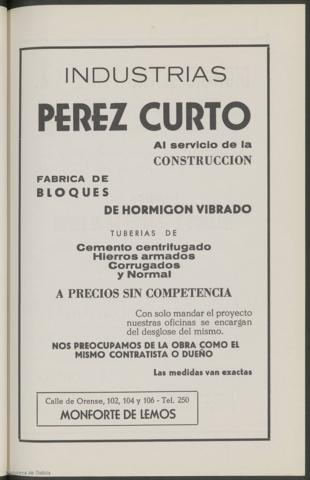 INDUSTRIAS
PEREZ CURTO
Al servicio de la
CONSTRUCCION
FABRICA DE
BLOQUES
DE HORMIGON VIBRADO
TUBERIAS DE
Cemento centrifugado
Hierros armados
Corrugados
y Normal
A PRECIOS SIN COMPETENCIA
Con solo mandar el proyecto
nuestras oficinas se encargan
del desglose del mismo.
NOS PREOCUPAMOS DE LA OBRA COMO EL
MISMO CONTRATISTA O DUEÑO
Las medidas van exactas
Calle de Orense, 102, 104 y 106 - Tel. 250
MONFORTE DE LEMOS
Biblioteca de Galicia